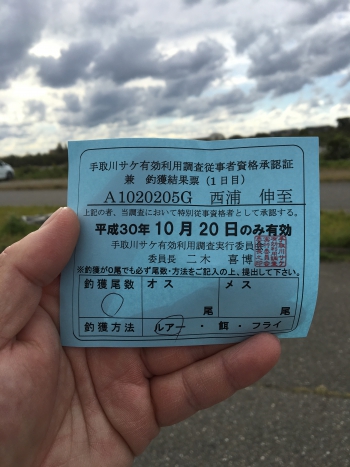 手取川サケ有効利用調査従事者資格承認証
兼 釣獲結果票(1日目)
A1020205G 西浦 伸至
上記の者、当調査において特別従事資格者として承認する。
平成30年 10月 20日のみ有効
手取川サケ有効利用調査実行委員会
委員長 二木 喜博
※釣獲が0尾でも必ず尾数・方法をご記入の上、提出して下さい。
釣獲尾数 0 オス 尾 メス 尾
釣獲方法 ルアー・餌・フライ